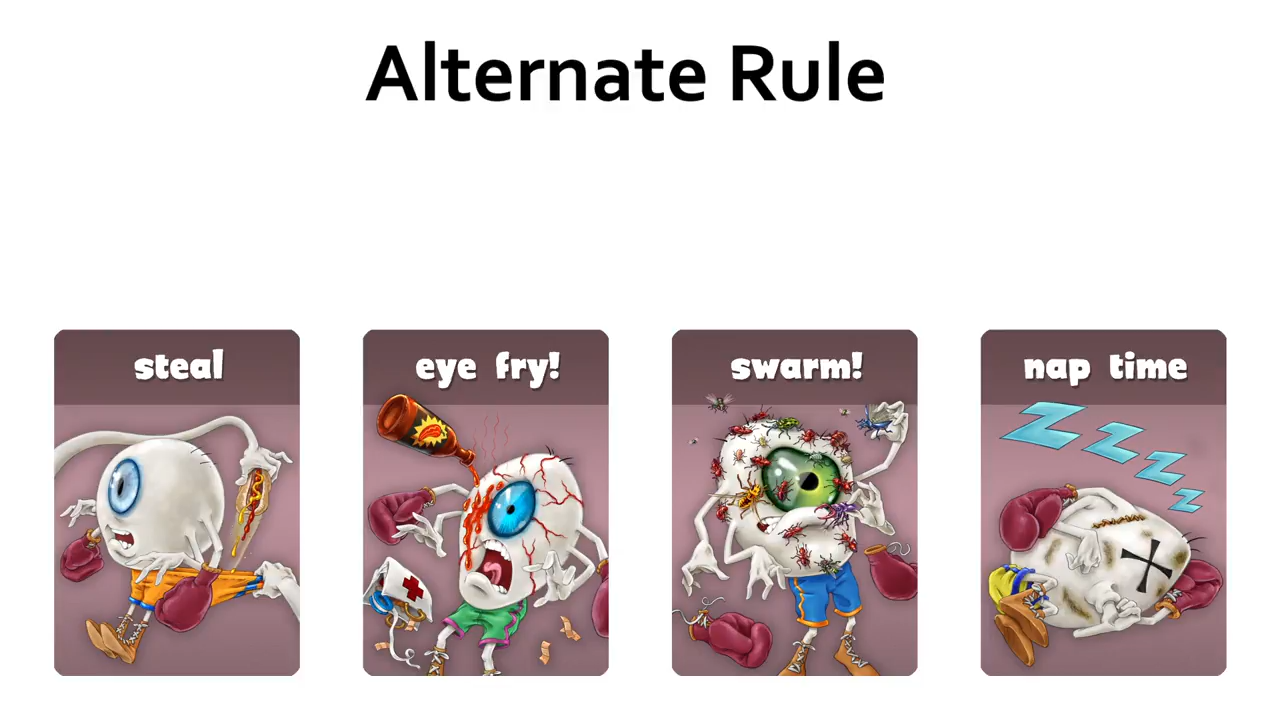 Alternate Rule
steal
eye fry!
swarm!
nap time
Z Z Z Z